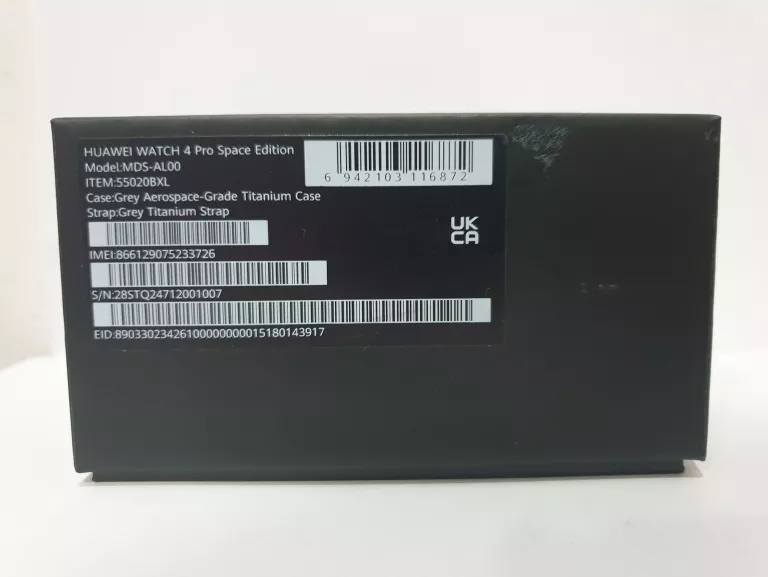 HUAWEI WATCH 4 Pro Space Edition
Model:MDS-AL00
ITEM:55020BXL
Case:Grey Aerospace-Grade Titanium Case
Strap:Grey Titanium Strap
6 942103 116872
IMEI:866129075233726
S/N:28STQ24712001007
EID:89033023426100000000015180143917
UK
CA